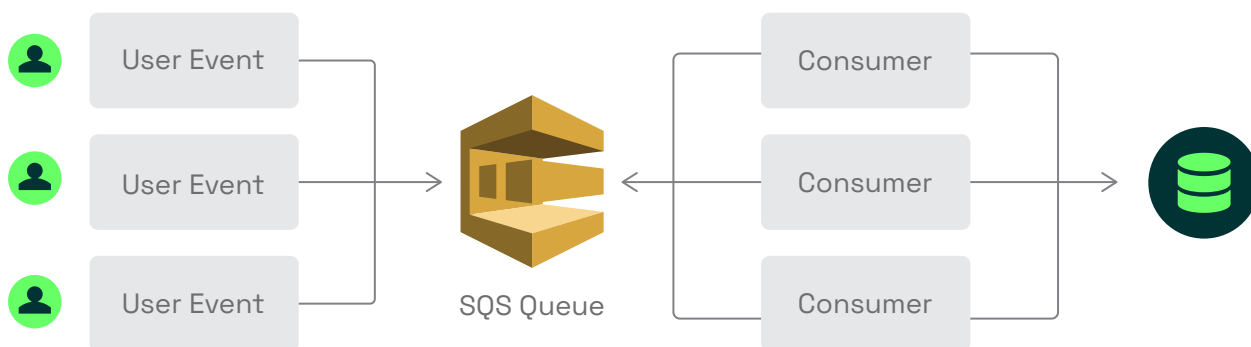 User Event
User Event
User Event
SQS Queue
Consumer
Consumer
Consumer